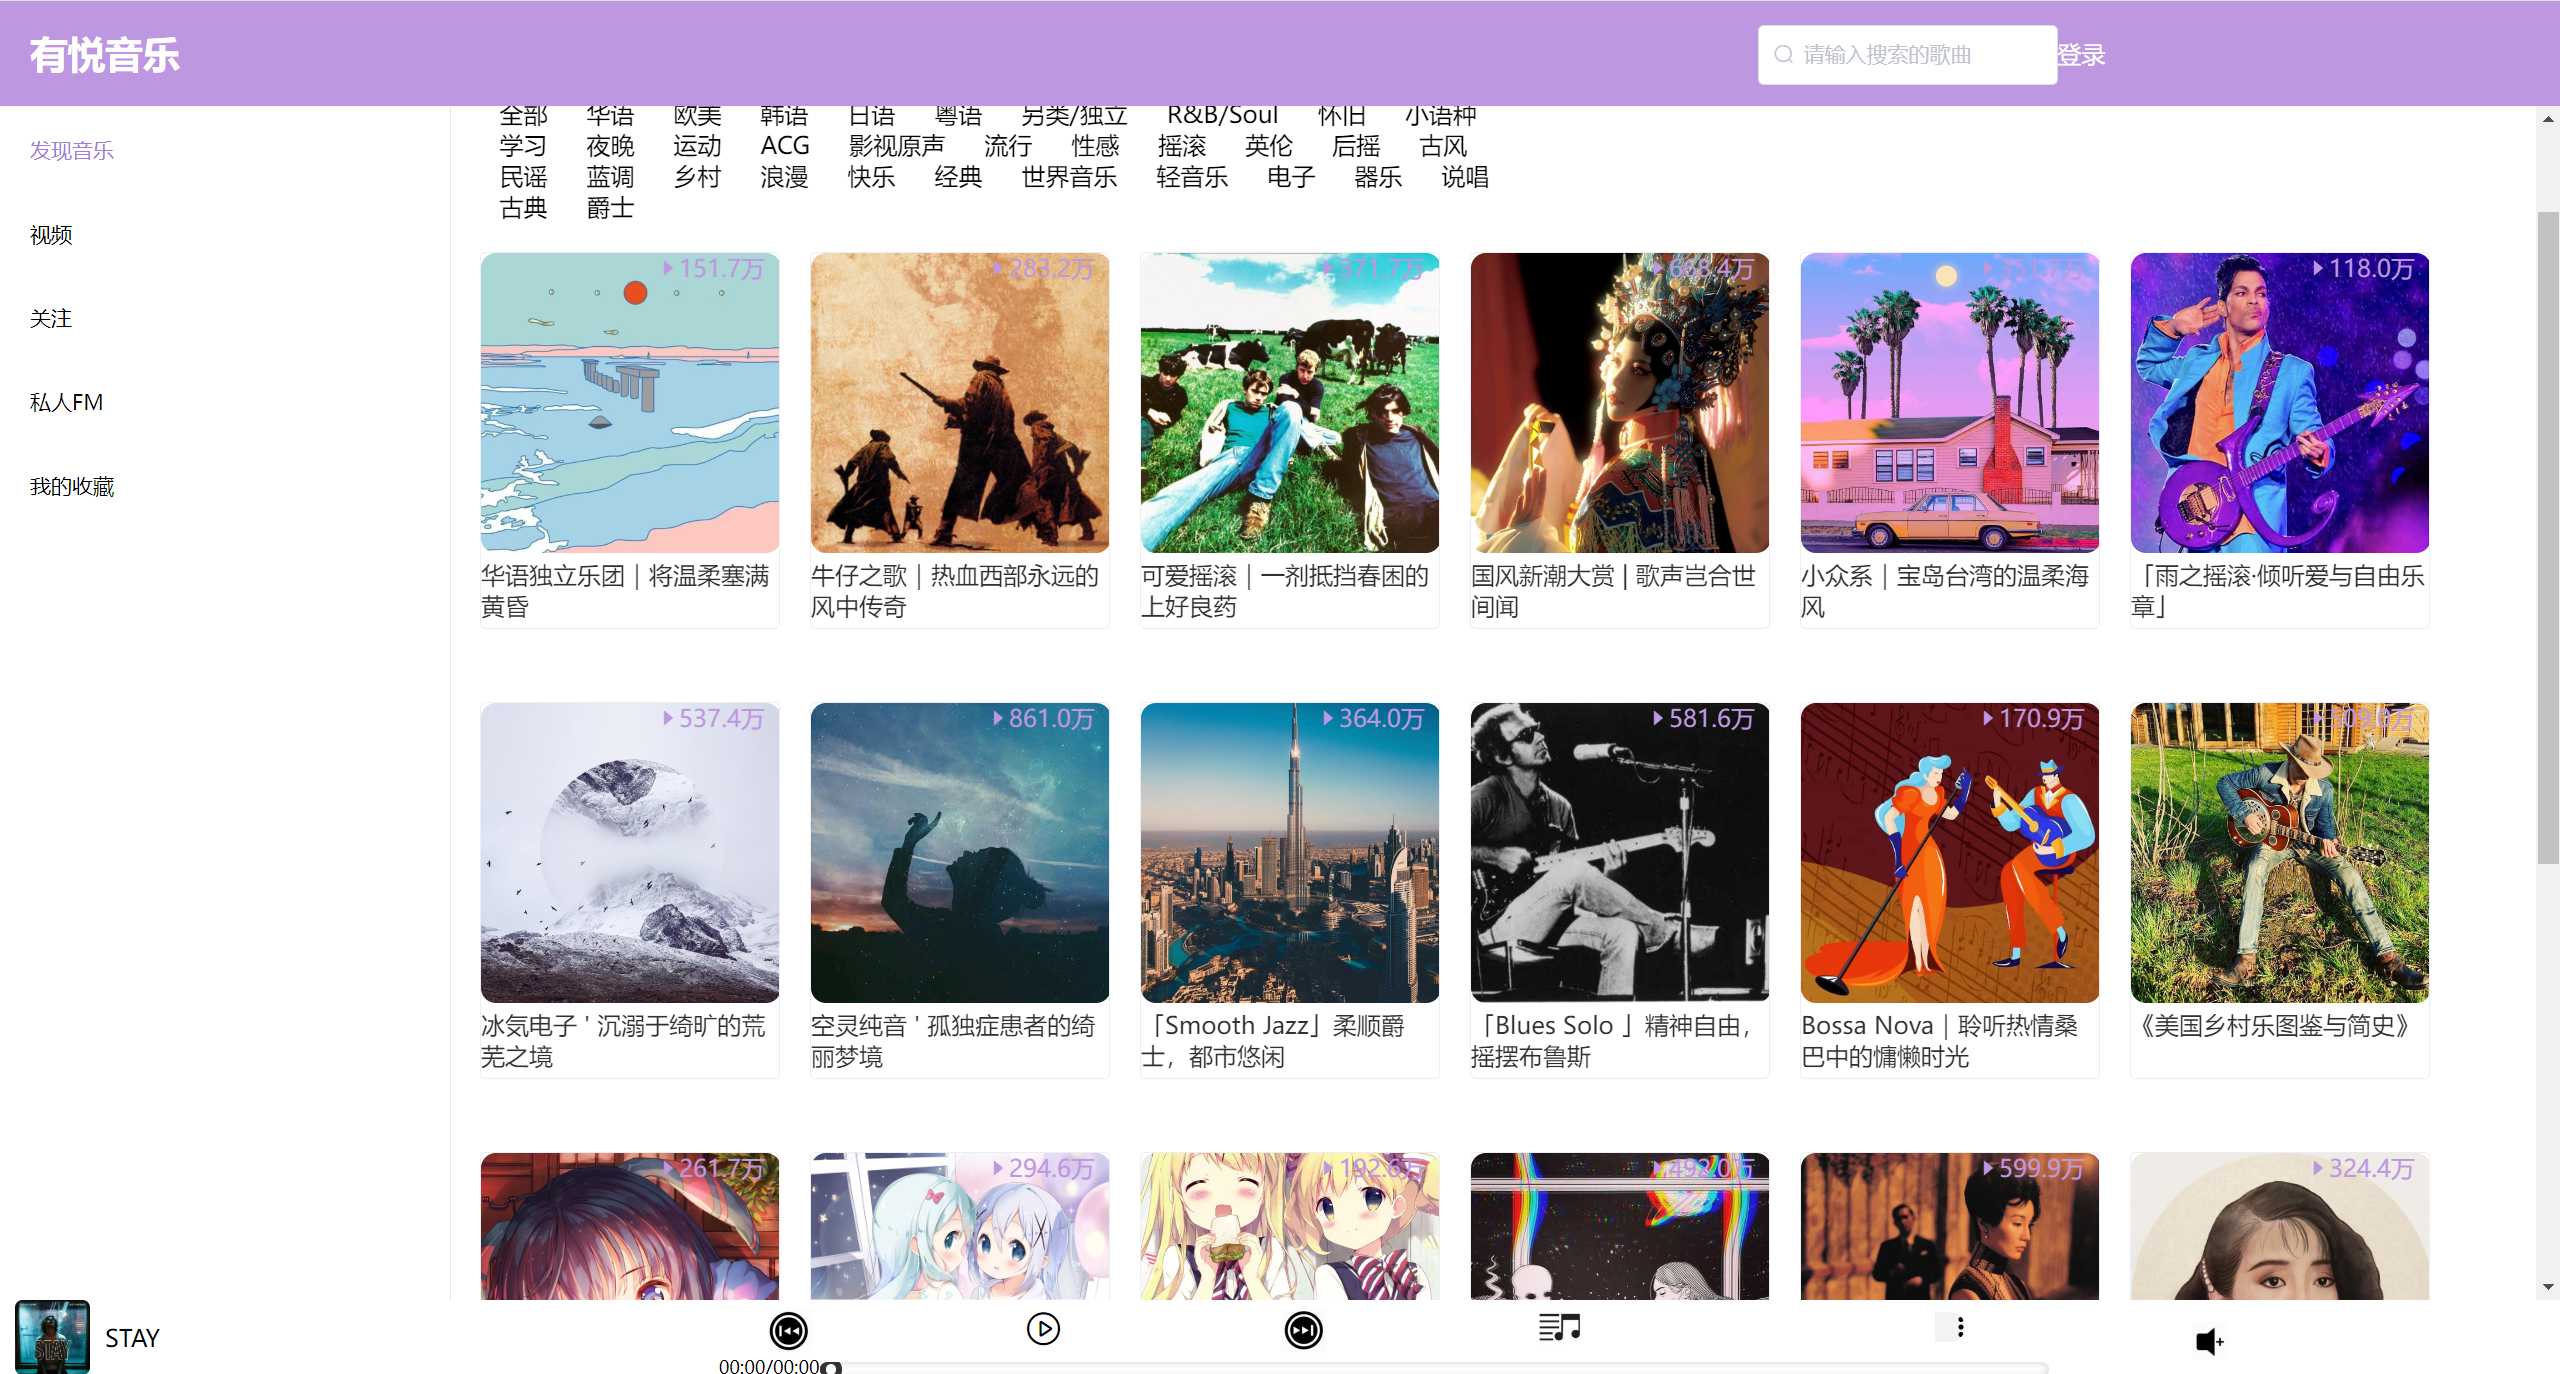 有悦音乐
请输入搜索的歌曲
登录
发现音乐
视频
关注
私人FM
我的收藏
全部 华语 欧美 韩语 日语 粤语 另类/独立 R&B/Soul 怀旧 小语种
学习 夜晚 运动 ACG 影视原声 流行 性感 摇滚 英伦 后摇 古风
民谣 蓝调 乡村 浪漫 快乐 经典 世界音乐 轻音乐 电子 器乐 说唱
古典 爵士
151.7万
华语独立乐团｜将温柔塞满
黄昏
283.2万
牛仔之歌｜热血西部永远的
风中传奇
371.7万
可爱摇滚｜一剂抵挡春困的
上好良药
668.4万
国风新潮大赏 | 歌声岂合世
间闻
小众系｜宝岛台湾的温柔海
风
118.0万
「雨之摇滚·倾听爱与自由乐
章」
537.4万
冰気电子 ' 沉溺于绮旷的荒
芜之境
861.0万
空灵纯音 ' 孤独症患者的绮
丽梦境
364.0万
「Smooth Jazz」柔顺爵
士，都市悠闲
581.6万
「Blues Solo 」精神自由，
摇摆布鲁斯
170.9万
Bossa Nova｜聆听热情桑
巴中的慵懒时光
509.0万
《美国乡村乐图鉴与简史》
261.7万
294.6万
192.6万
492.0万
599.9万
324.4万
STAY
STAY
00:00/00:00